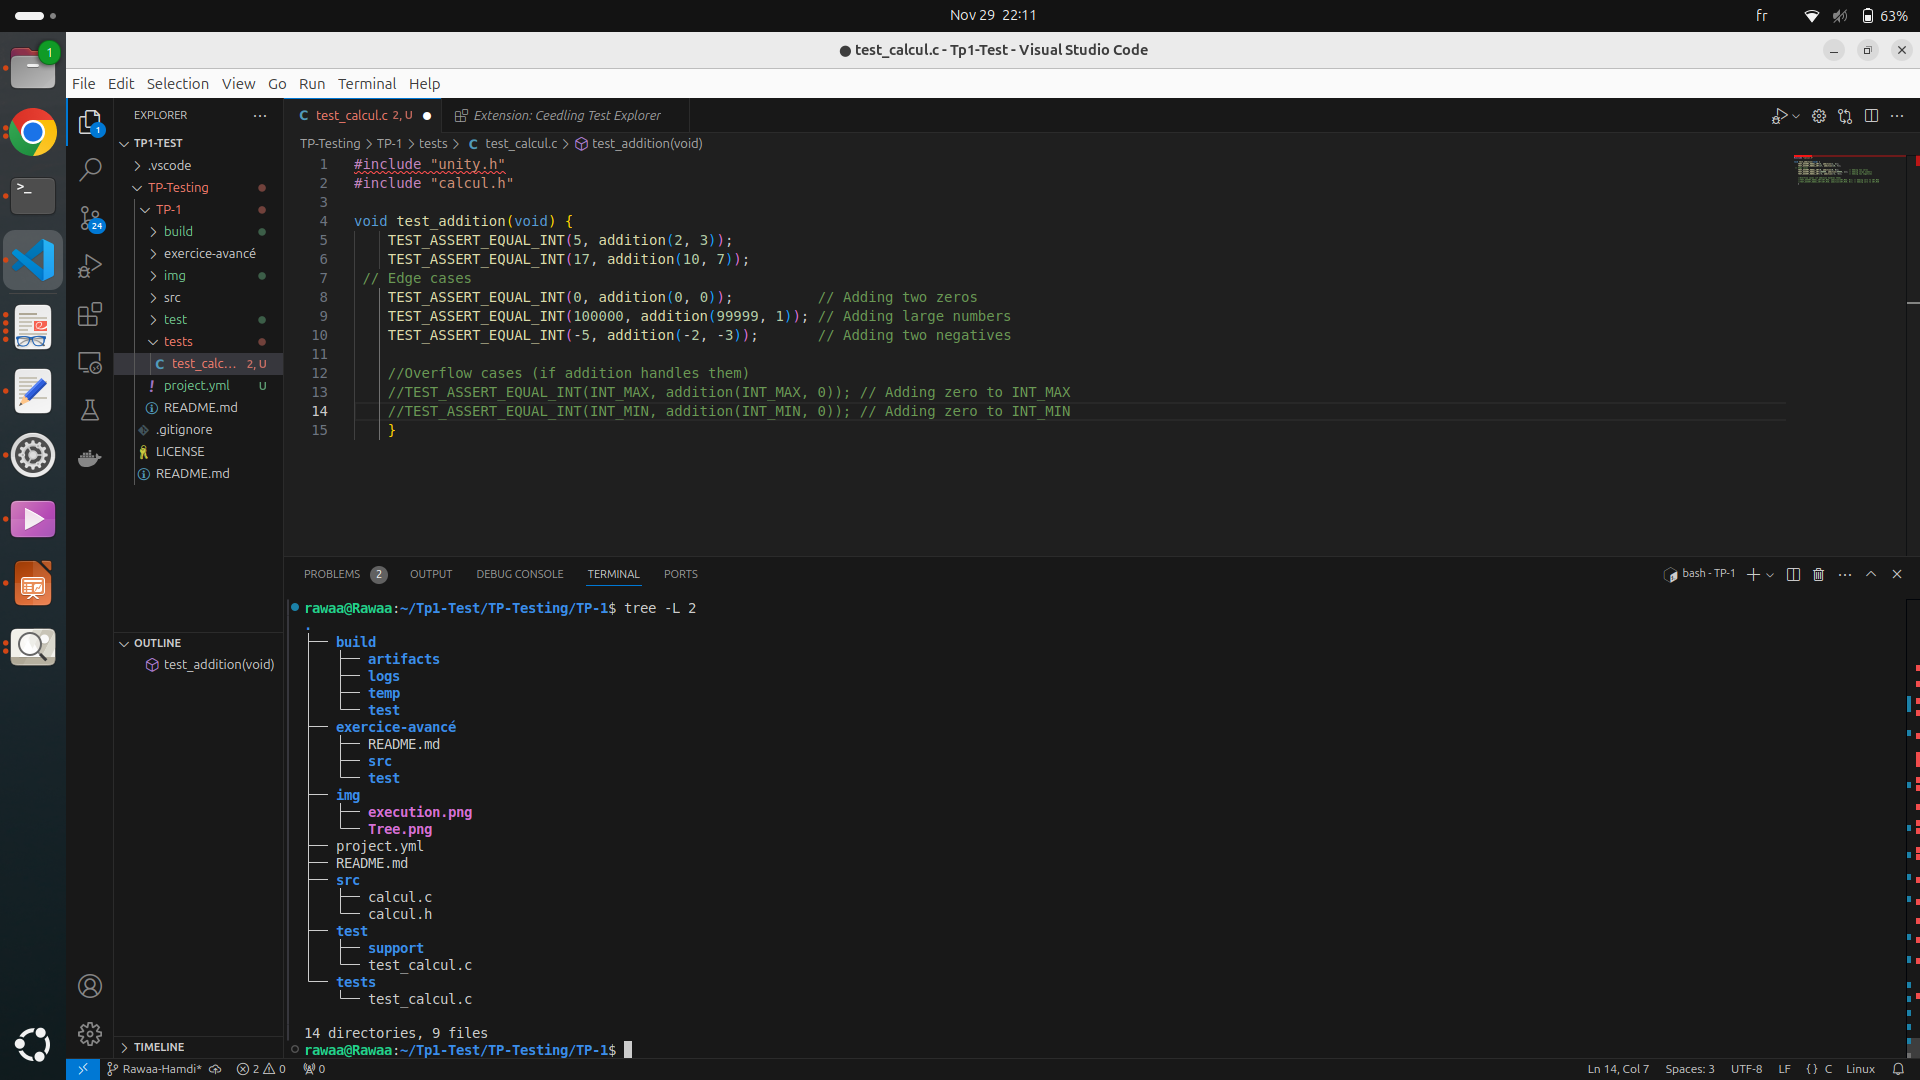 Nov 29 22:11
fr
63%
1
test_calcul.c - Tp1-Test - Visual Studio Code
File Edit Selection View Go Run Terminal Help
EXPLORER
TP1-TEST
.vscode
TP-Testing
TP-1
build
exercice-avancé
img
src
test
tests
C test_calc... 2, U
! project.yml U
README.md
.gitignore
LICENSE
README.md
1
24
OUTLINE
test_addition(void)
TIMELINE
C test_calcul.c 2, U
Extension: Ceedling Test Explorer
TP-Testing > TP-1 > tests > C test_calcul.c > test_addition(void)
1 #include "unity.h"
2 #include "calcul.h"
3
4 void test_addition(void) {
5 TEST_ASSERT_EQUAL_INT(5, addition(2, 3));
6 TEST_ASSERT_EQUAL_INT(17, addition(10, 7));
7 // Edge cases
8 TEST_ASSERT_EQUAL_INT(0, addition(0, 0)); // Adding two zeros
9 TEST_ASSERT_EQUAL_INT(100000, addition(99999, 1)); // Adding large numbers
10 TEST_ASSERT_EQUAL_INT(-5, addition(-2, -3)); // Adding two negatives
11
12 //Overflow cases (if addition handles them)
13 //TEST_ASSERT_EQUAL_INT(INT_MAX, addition(INT_MAX, 0)); // Adding zero to INT_MAX
14 //TEST_ASSERT_EQUAL_INT(INT_MIN, addition(INT_MIN, 0)); // Adding zero to INT_MIN
15 }
PROBLEMS 2 OUTPUT DEBUG CONSOLE TERMINAL PORTS
bash - TP-1
rawaa@Rawaa:~/Tp1-Test/TP-Testing/TP-1$ tree -L 2
.
├── build
│   ├── artifacts
│   ├── logs
│   ├── temp
│   └── test
├── exercice-avancé
│   ├── README.md
│   ├── src
│   └── test
├── img
│   ├── execution.png
│   └── Tree.png
├── project.yml
├── README.md
├── src
│   ├── calcul.c
│   └── calcul.h
├── test
│   ├── support
│   └── test_calcul.c
└── tests
    └── test_calcul.c
14 directories, 9 files
rawaa@Rawaa:~/Tp1-Test/TP-Testing/TP-1$
Rawaa-Hamdi* 2 0 0
Ln 14, Col 7 Spaces: 3 UTF-8 LF {} C Linux